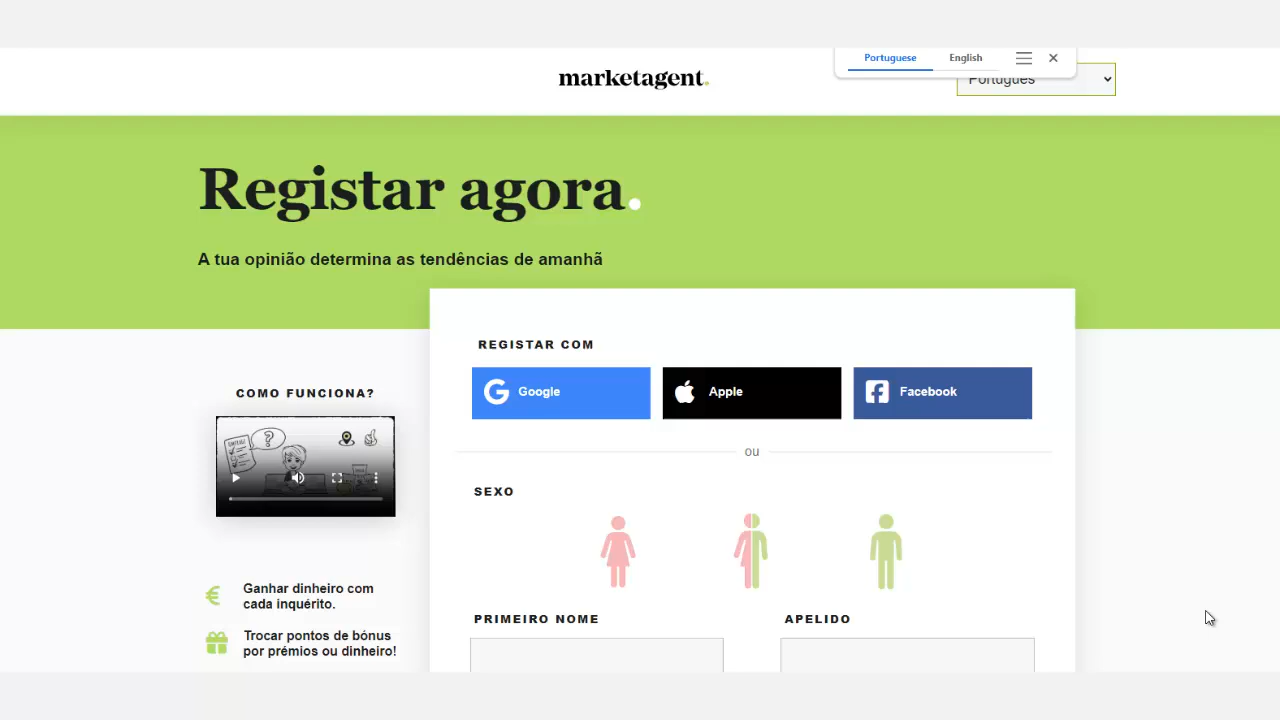 Portuguese English
marketagent.
Português
Registar agora.
A tua opinião determina as tendências de amanhã
REGISTAR COM
Google Apple Facebook
COMO FUNCIONA?
?
ou
SEXO
Ganhar dinheiro com
cada inquérito.
PRIMEIRO NOME APELIDO
Trocar pontos de bónus
por prémios ou dinheiro!